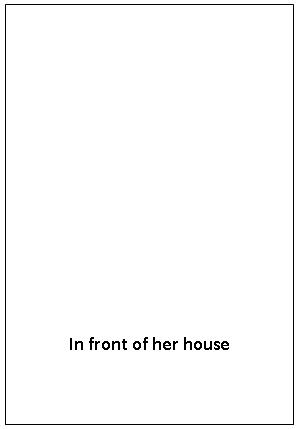 In front of her house